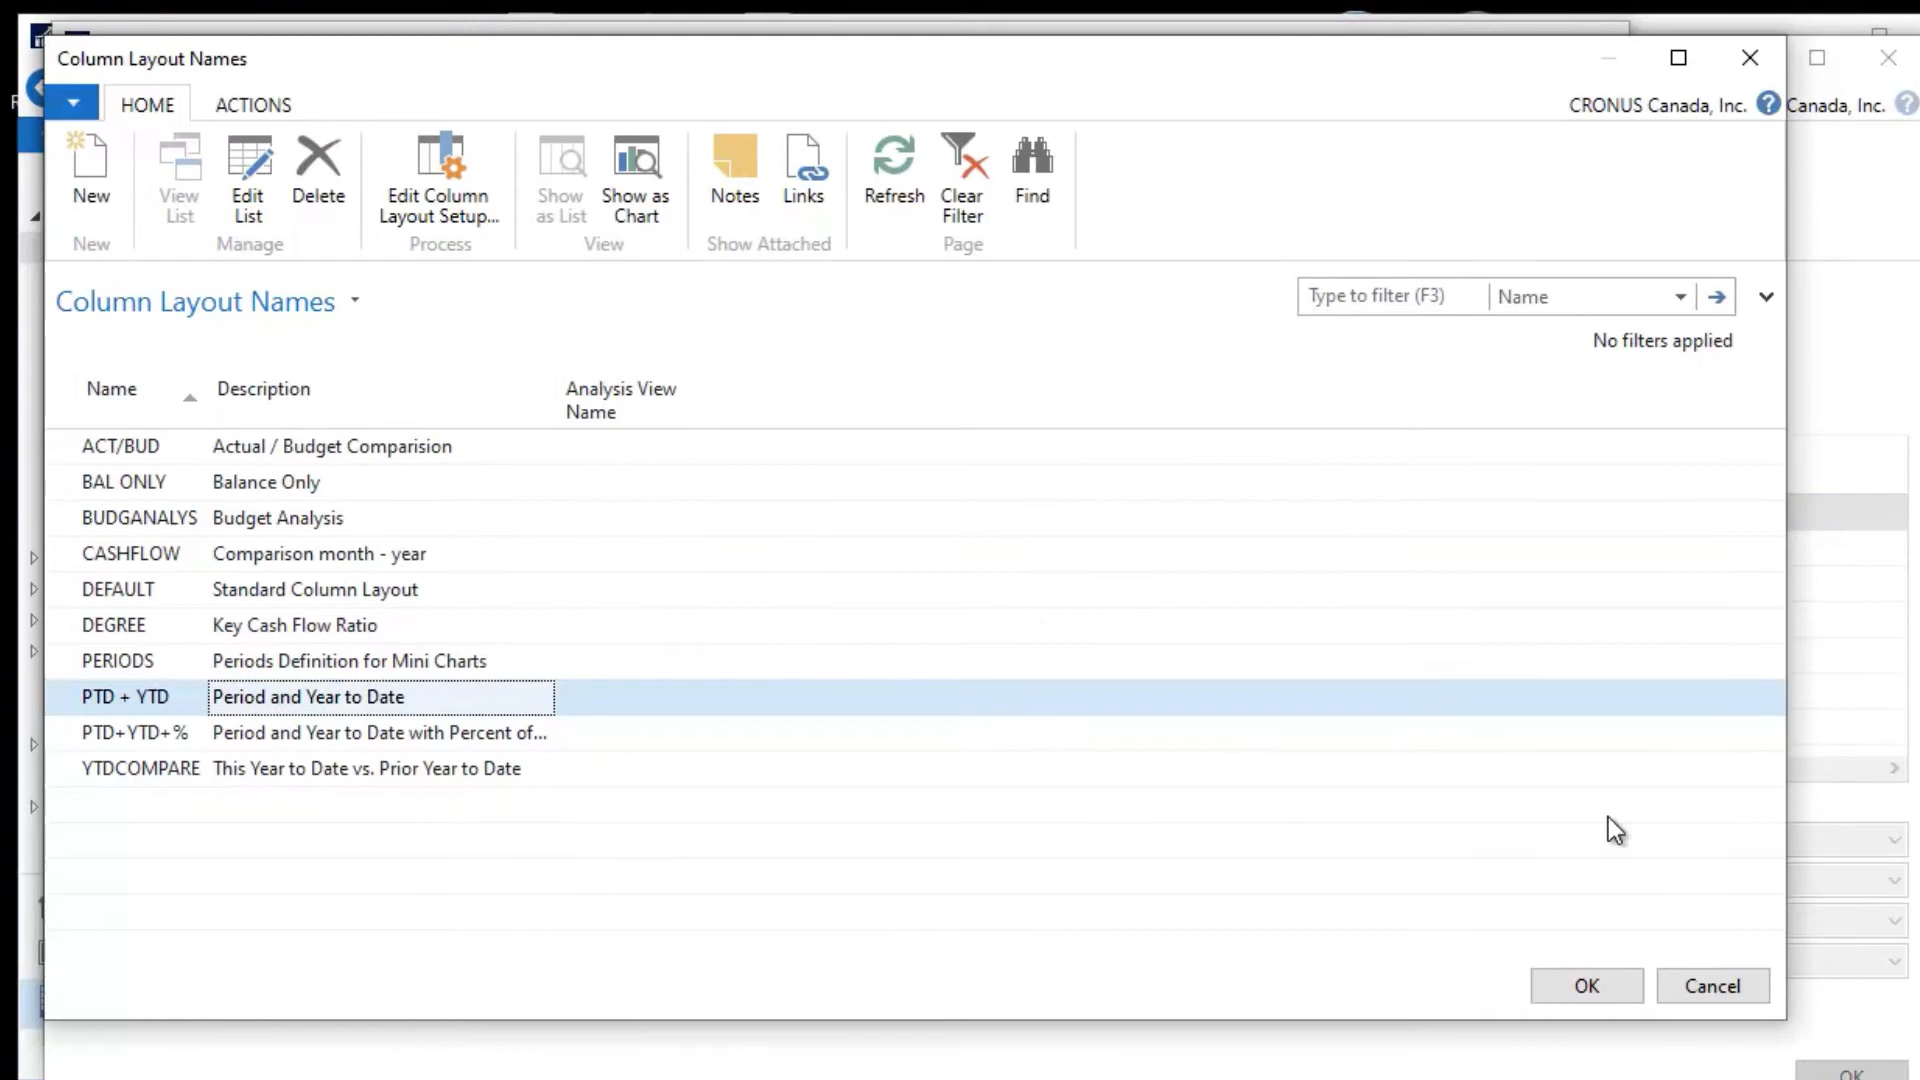 Column Layout Names
HOME ACTIONS
CRONUS Canada, Inc. ? Canada, Inc. ?
New
View List
Edit List
Delete
Edit Column Layout Setup...
Show as List
Show as Chart
Notes
Links
Refresh
Clear Filter
Find
New Manage Process View Show Attached Page
Column Layout Names
Type to filter (F3) Name
No filters applied
Name Description Analysis View Name
ACT/BUD Actual / Budget Comparision
BAL ONLY Balance Only
BUDGANALYS Budget Analysis
CASHFLOW Comparison month - year
DEFAULT Standard Column Layout
DEGREE Key Cash Flow Ratio
PERIODS Periods Definition for Mini Charts
PTD + YTD Period and Year to Date
PTD+YTD+% Period and Year to Date with Percent of...
YTDCOMPARE This Year to Date vs. Prior Year to Date
OK Cancel
OK